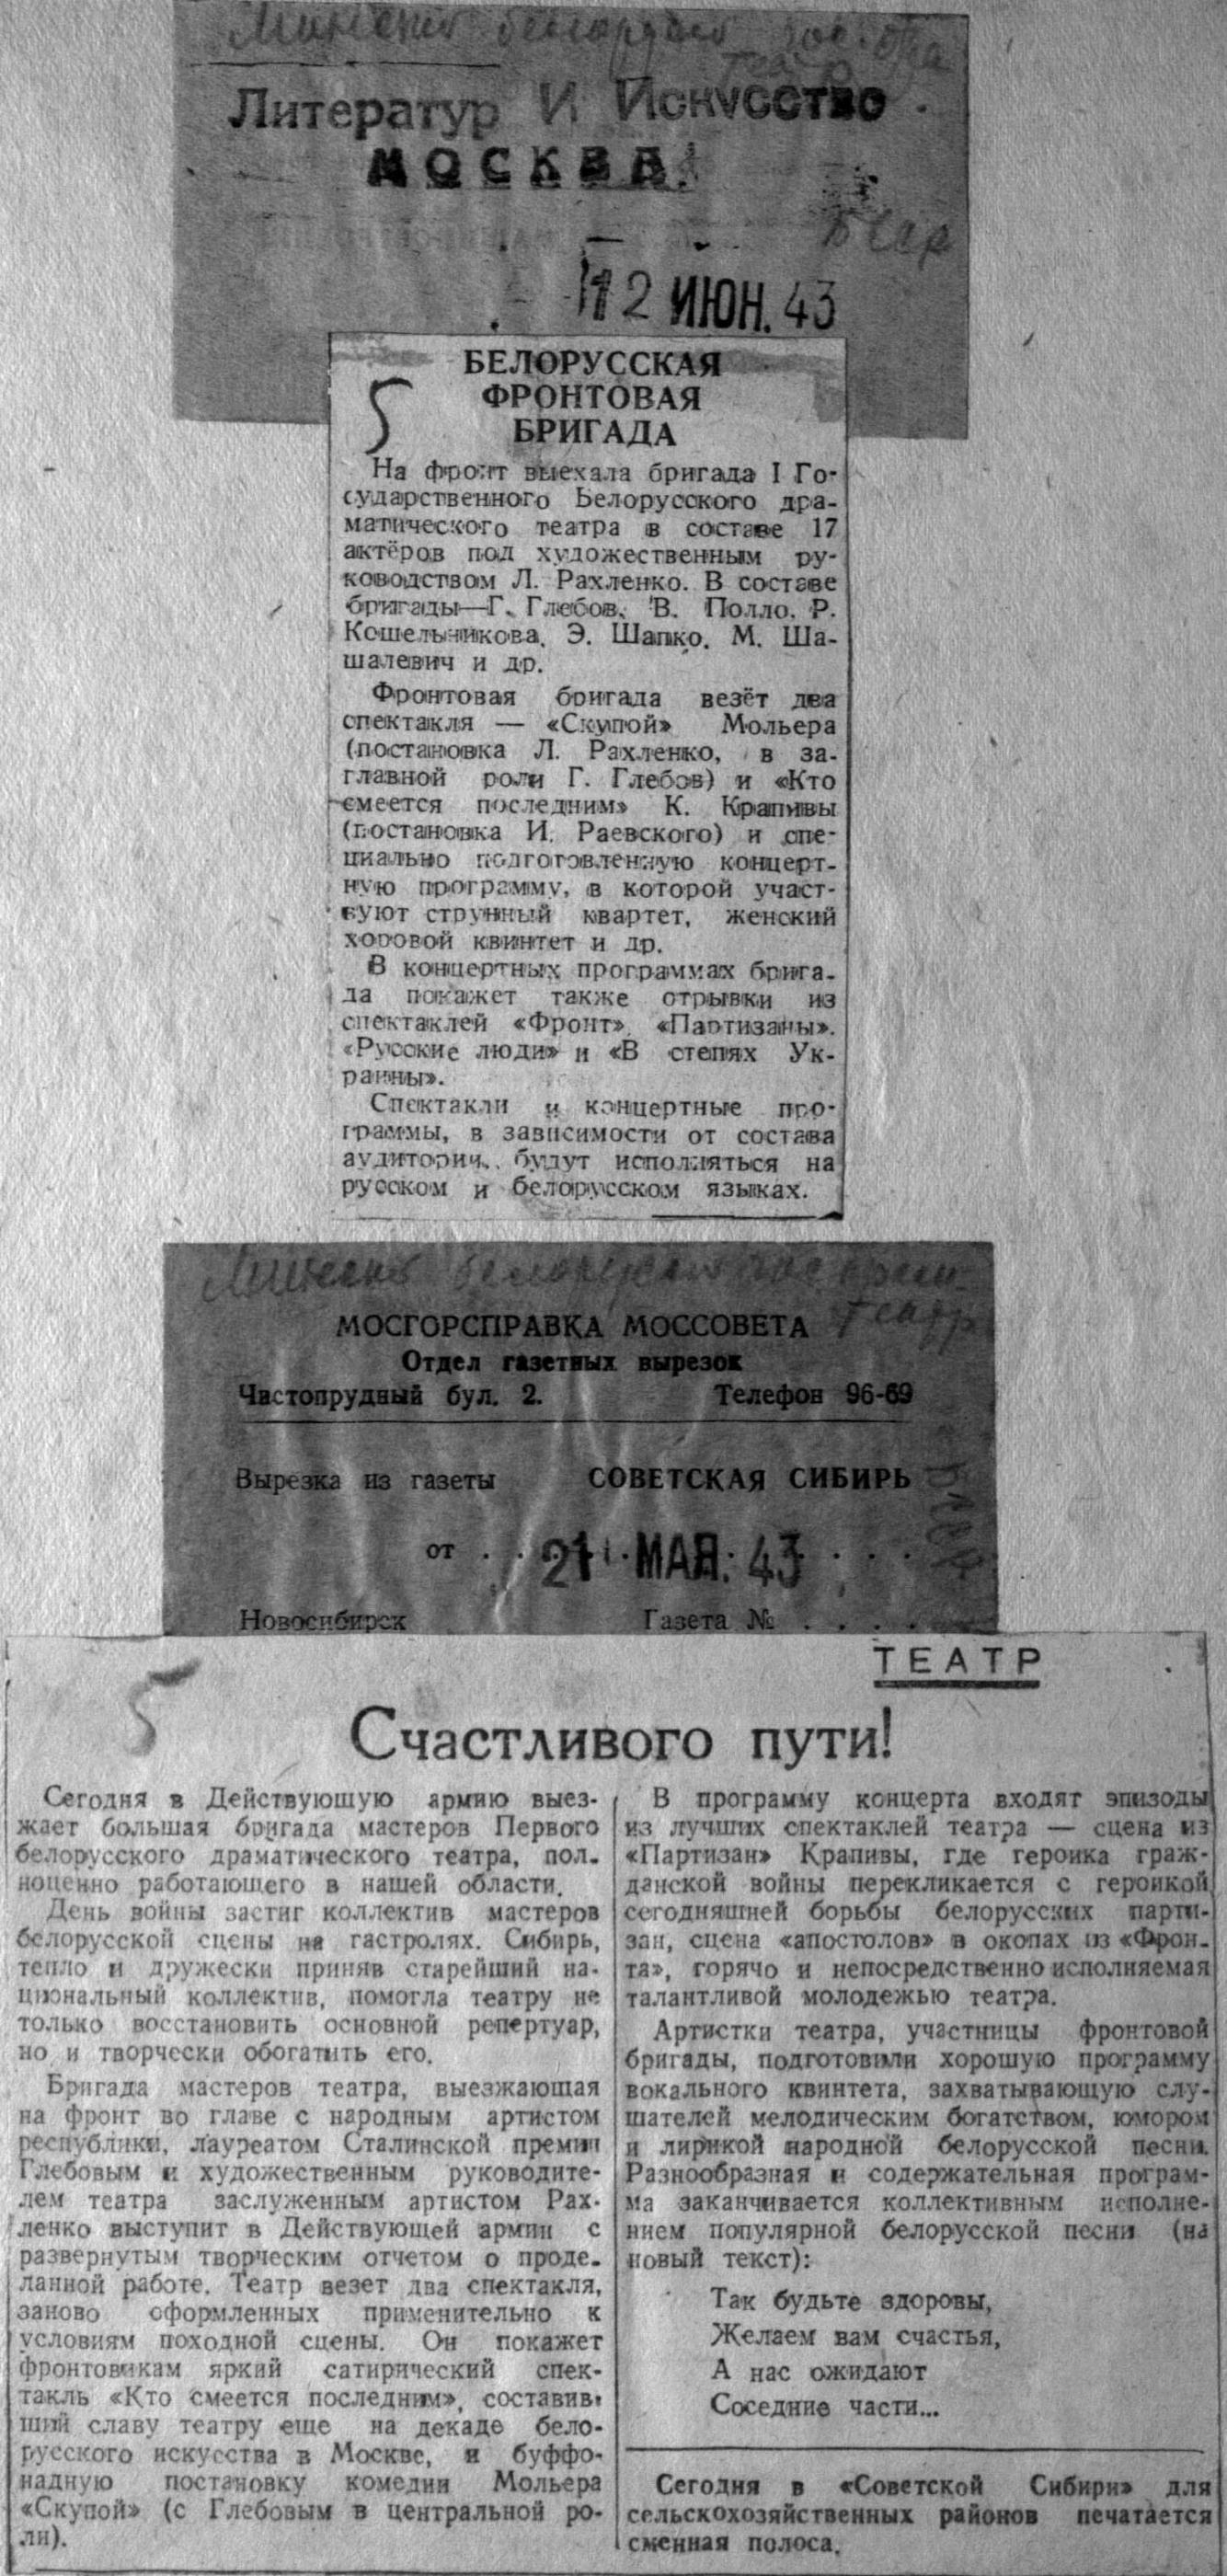 Литератур И Искусство
МОСКВА
12 ИЮН. 43
5
БЕЛОРУССКАЯ
ФРОНТОВАЯ
БРИГАДА
На фронт выехала бригада I Го-
сударственного Белорусского дра-
матического театра в составе 17
актёров под художественным ру-
ководством Л. Рахленко. В составе
бригады—Г. Глебов, В. Полло, Р.
Кошельникова, Э. Шапко, М. Ша-
шалевич и др.
Фронтовая бригада везёт два
спектакля — «Скупой» Мольера
(постановка Л. Рахленко, в за-
главной роли Г. Глебов) и «Кто
смеется последним» К. Крапивы
(постановка И. Раевского) и спе-
циально подготовленную концерт-
ную программу, в которой участ-
вуют струнный квартет, женский
хоровой квинтет и др.
В концертных программах брига-
да покажет также отрывки из
спектаклей «Фронт», «Партизаны»,
«Русские люди» и «В степях Ук-
раины».
Спектакли и концертные про-
граммы, в зависимости от состава
аудитории, будут исполняться на
русском и белорусском языках.
МОСГОРСПРАВКА МОССОВЕТА
Отдел газетных вырезок
Чистопрудный бул. 2. Телефон 96-69
Вырезка из газеты СОВЕТСКАЯ СИБИРЬ
от . . 21 МАЯ. 43 . . .
Новосибирск Газета № . . . .
ТЕАТР
5
Счастливого пути!
Сегодня в Действующую армию выез-
жает большая бригада мастеров Первого
белорусского драматического театра, пол-
ноценно работающего в нашей области.
День войны застиг коллектив мастеров
белорусской сцены на гастролях. Сибирь,
тепло и дружески приняв старейший на-
циональный коллектив, помогла театру не
только восстановить основной репертуар,
но и творчески обогатить его.
Бригада мастеров театра, выезжающая
на фронт во главе с народным артистом
республики, лауреатом Сталинской премии
Глебовым и художественным руководите-
лем театра заслуженным артистом Рах-
ленко выступит в Действующей армии с
развернутым творческим отчетом о проде-
ланной работе. Театр везет два спектакля,
заново оформленных применительно к
условиям походной сцены. Он покажет
фронтовикам яркий сатирический спек-
такль «Кто смеется последним», составив-
ший славу театру еще на декаде бело-
русского искусства в Москве, и буффо-
надную постановку комедии Мольера
«Скупой» (с Глебовым в центральной ро-
ли).
В программу концерта входят эпизоды
из лучших спектаклей театра — сцена из
«Партизан» Крапивы, где героика граж-
данской войны перекликается с героикой
сегодняшней борьбы белорусских парти-
зан, сцена «апостолов» в окопах из «Фрон-
та», горячо и непосредственно исполняемая
талантливой молодежью театра.
Артистки театра, участницы фронтовой
бригады, подготовили хорошую программу
вокального квинтета, захватывающую слу-
шателей мелодическим богатством, юмором
и лирикой народной белорусской песни.
Разнообразная и содержательная програм-
ма заканчивается коллективным исполне-
нием популярной белорусской песни (на
новый текст):
Так будьте здоровы,
Желаем вам счастья,
А нас ожидают
Соседние части...
Сегодня в «Советской Сибири» для
сельскохозяйственных районов печатается
сменная полоса.